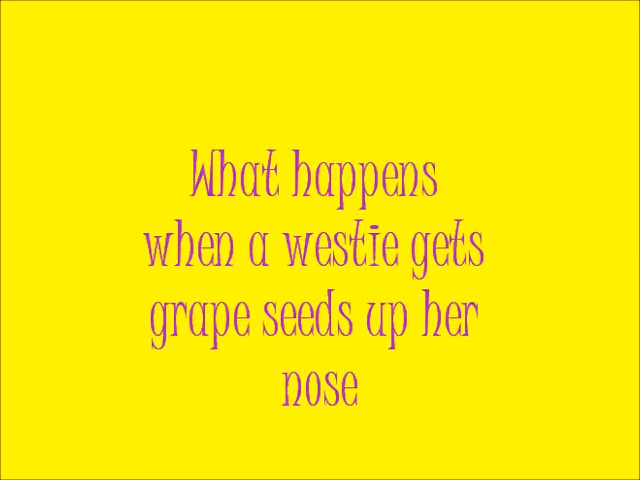 What happens
when a westie gets
grape seeds up her
nose